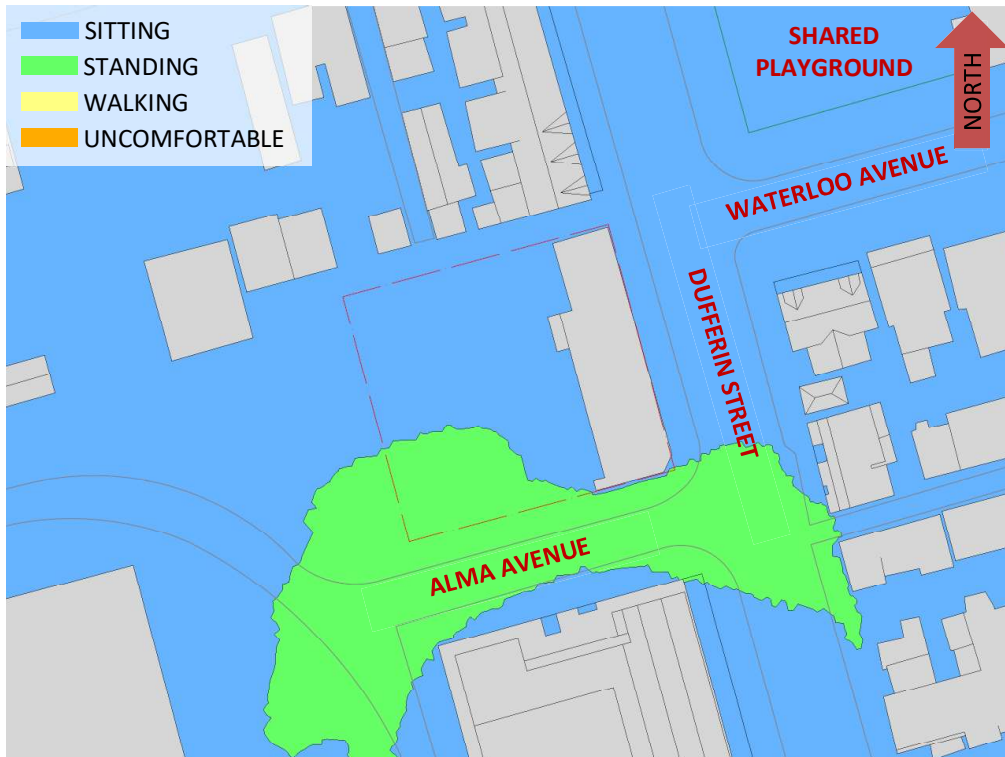 SITTING
STANDING
WALKING
UNCOMFORTABLE
SHARED
PLAYGROUND
NORTH
WATERLOO AVENUE
DUFFERIN STREET
ALMA AVENUE